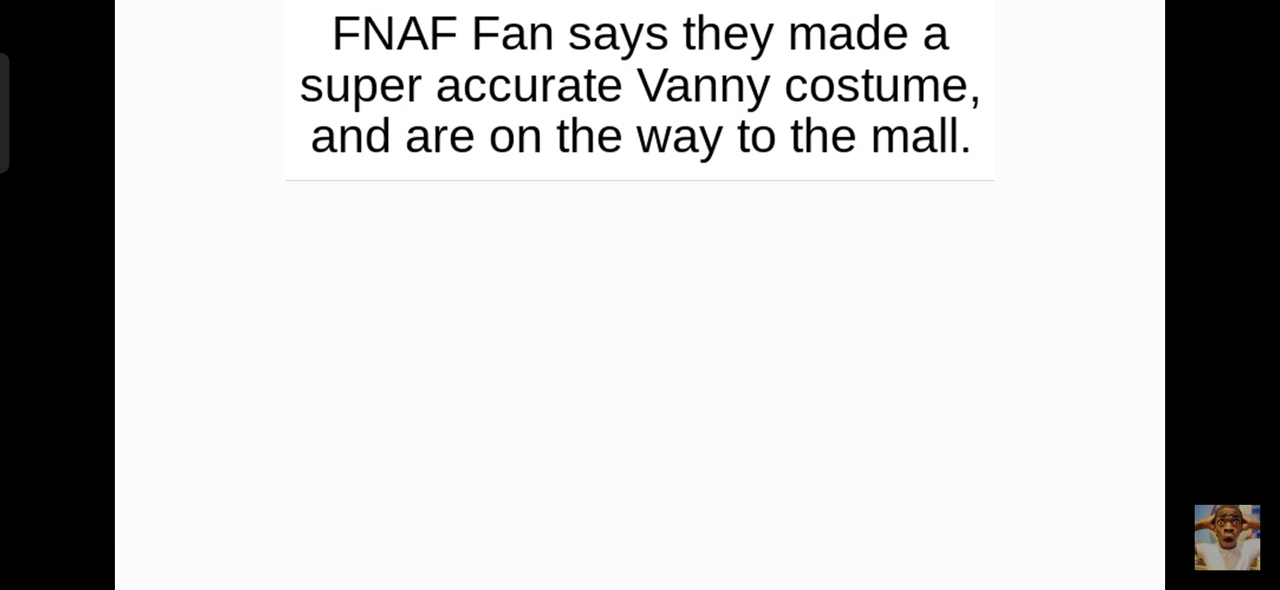 FNAF Fan says they made a
super accurate Vanny costume,
and are on the way to the mall.